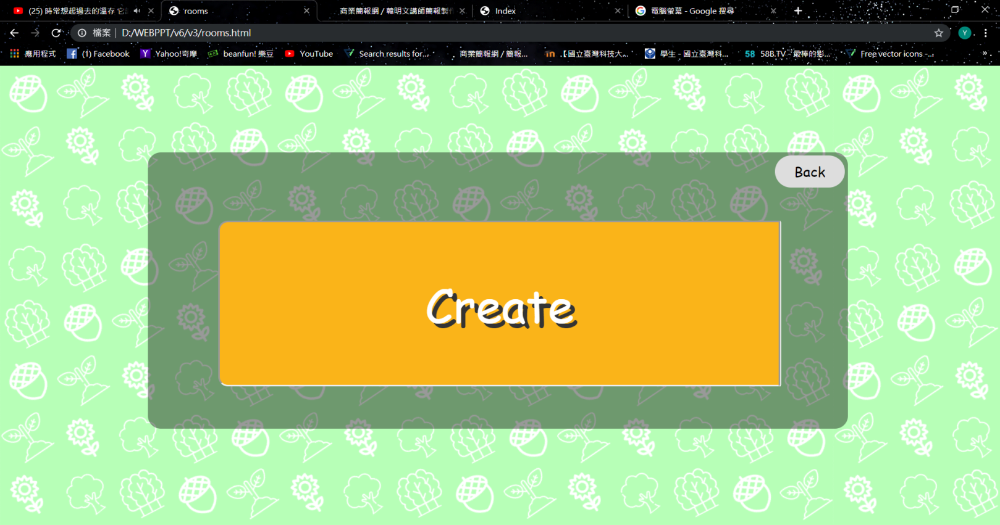 (25) 時常想起過去的溫存 它
rooms
商業簡報網 / 韓明文講師簡報製
Index
電腦螢幕 - Google 搜尋
檔案 | D:/WEBPPT/v6/v3/rooms.html
Y
應用程式
(1) Facebook
Yahoo!奇摩
beanfun! 樂豆
YouTube
Search results for...
商業簡報網 / 簡報...
【國立臺灣科技大...
學生 - 國立臺灣科...
58 58B.TV - 最棒的影...
Free vector icons -...
Back
Create